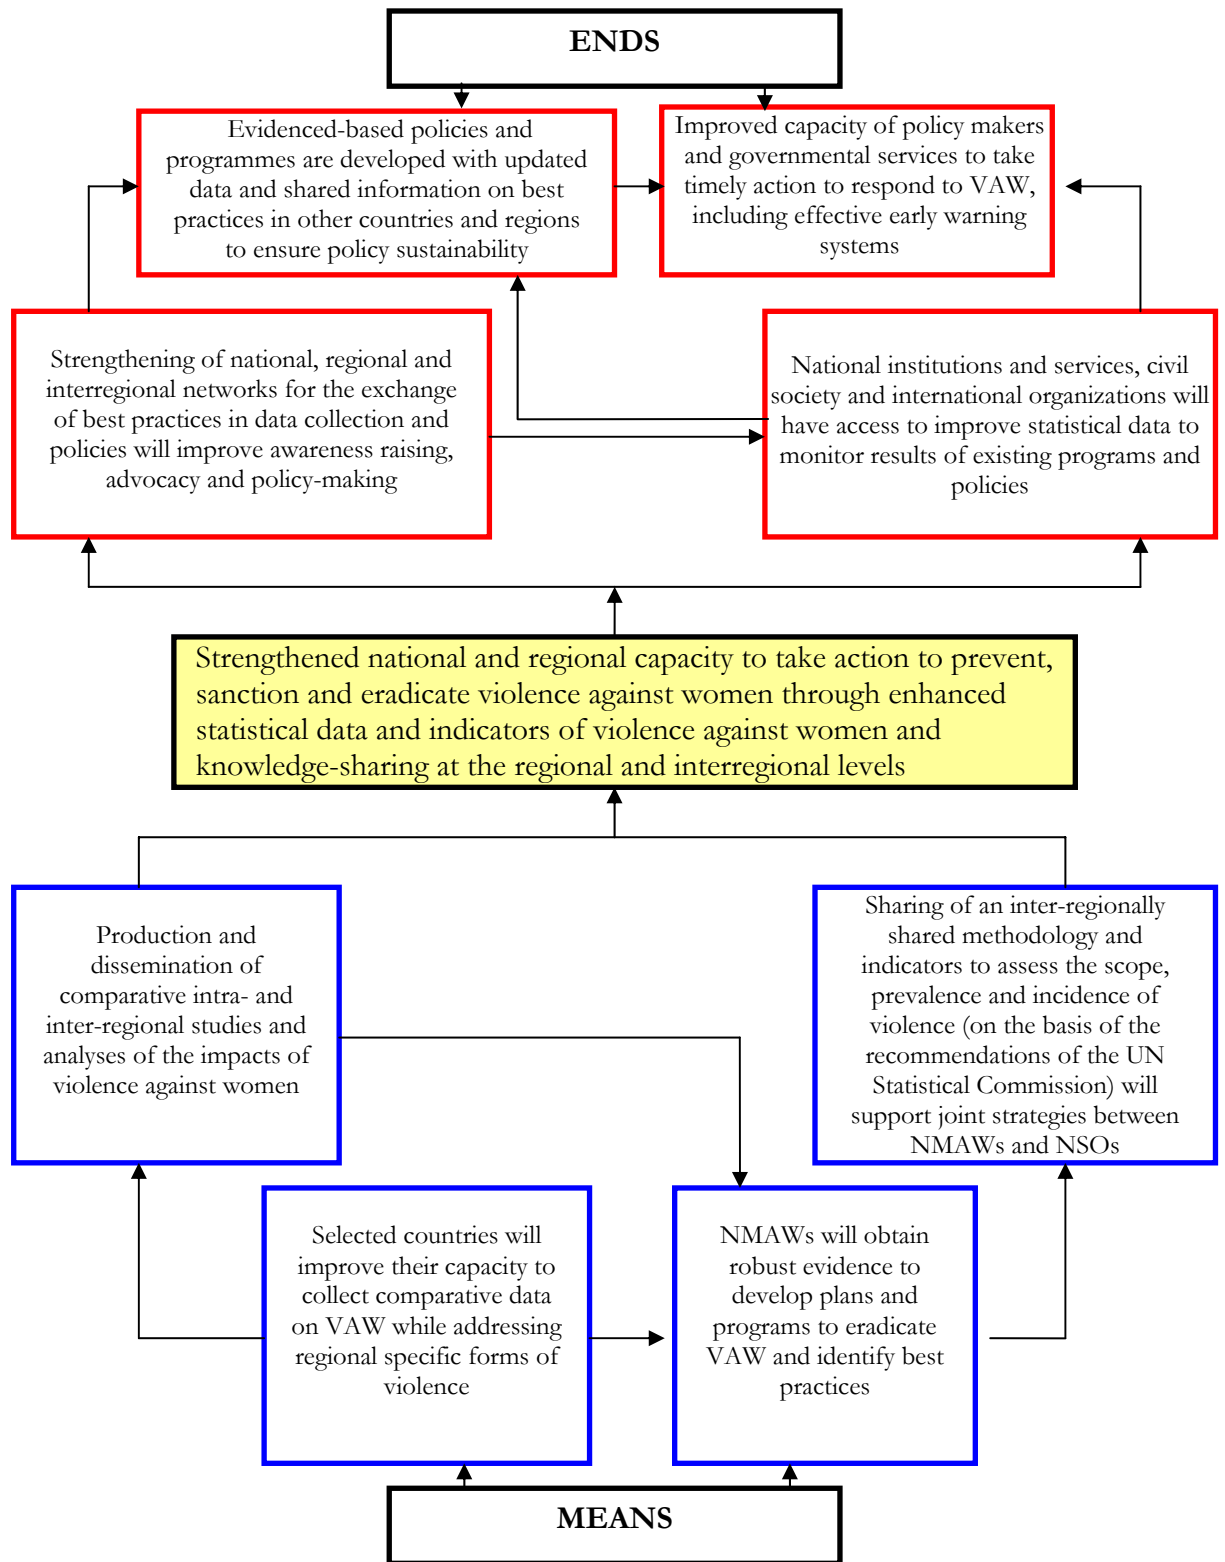 ENDS
Evidenced-based policies and
programmes are developed with updated
data and shared information on best
practices in other countries and regions
to ensure policy sustainability
Improved capacity of policy makers
and governmental services to take
timely action to respond to VAW,
including effective early warning
systems
Strengthening of national, regional and
interregional networks for the exchange
of best practices in data collection and
policies will improve awareness raising,
advocacy and policy-making
National institutions and services, civil
society and international organizations will
have access to improve statistical data to
monitor results of existing programs and
policies
Strengthened national and regional capacity to take action to prevent,
sanction and eradicate violence against women through enhanced
statistical data and indicators of violence against women and
knowledge-sharing at the regional and interregional levels
Production and
dissemination of
comparative intra- and
inter-regional studies and
analyses of the impacts of
violence against women
Sharing of an inter-regionally
shared methodology and
indicators to assess the scope,
prevalence and incidence of
violence (on the basis of the
recommendations of the UN
Statistical Commission) will
support joint strategies between
NMAWs and NSOs
Selected countries will
improve their capacity to
collect comparative data
on VAW while addressing
regional specific forms of
violence
NMAWs will obtain
robust evidence to
develop plans and
programs to eradicate
VAW and identify best
practices
MEANS